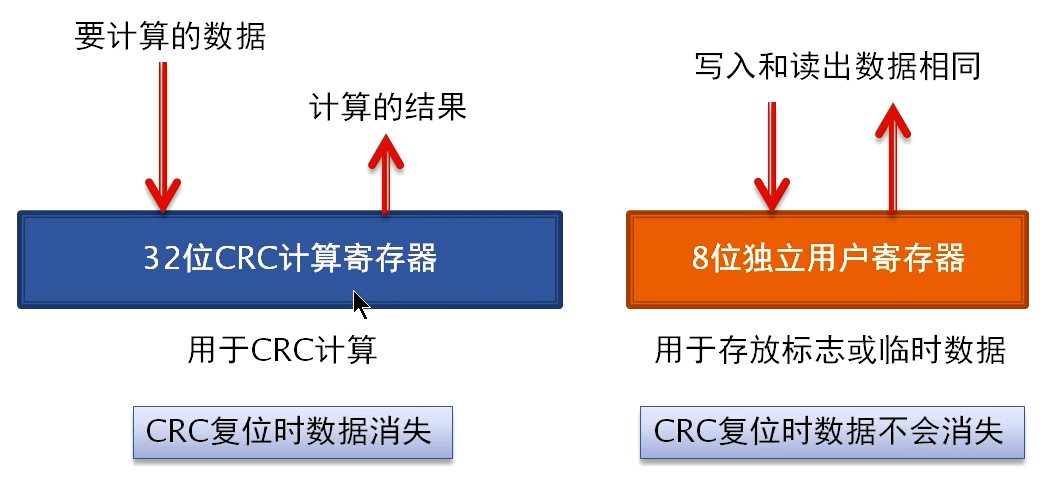 要计算的数据
计算的结果
32位CRC计算寄存器
用于CRC计算
CRC复位时数据消失
写入和读出数据相同
8位独立用户寄存器
用于存放标志或临时数据
CRC复位时数据不会消失